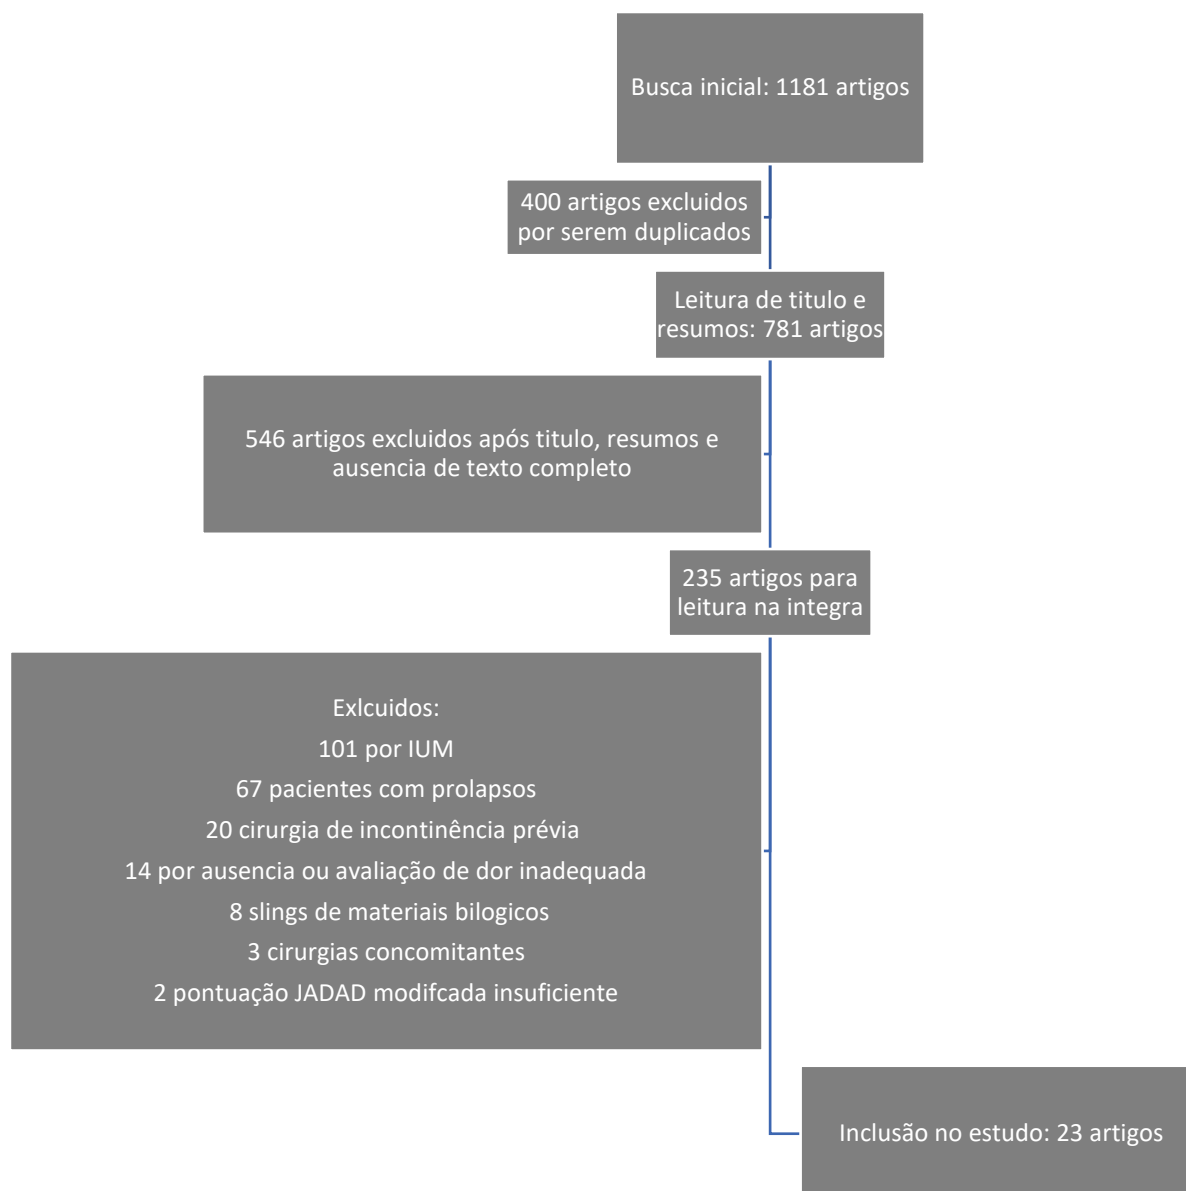 Busca inicial: 1181 artigos
400 artigos excluidos
por serem duplicados
Leitura de titulo e
resumos: 781 artigos
546 artigos excluidos após titulo, resumos e
ausencia de texto completo
235 artigos para
leitura na integra
Exlcuidos:
101 por IUM
67 pacientes com prolapsos
20 cirurgia de incontinência prévia
14 por ausencia ou avaliação de dor inadequada
8 slings de materiais bilogicos
3 cirurgias concomitantes
2 pontuação JADAD modifcada insuficiente
Inclusão no estudo: 23 artigos